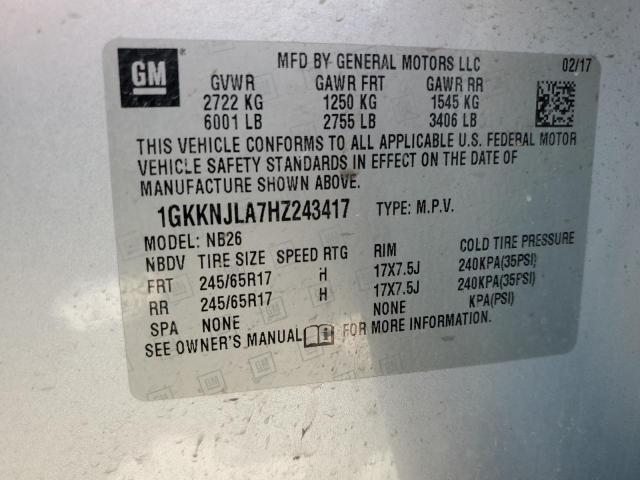 GM
MFD BY GENERAL MOTORS LLC 02/17
GVWR GAWR FRT GAWR RR
2722 KG 1250 KG 1545 KG
6001 LB 2755 LB 3406 LB
THIS VEHICLE CONFORMS TO ALL APPLICABLE U.S. FEDERAL MOTOR
VEHICLE SAFETY STANDARDS IN EFFECT ON THE DATE OF
MANUFACTURE SHOWN ABOVE.
1GKKNJLA7HZ243417 TYPE: M.P.V.
MODEL: NB26
NBDV TIRE SIZE SPEED RTG RIM COLD TIRE PRESSURE
FRT 245/65R17 H 17X7.5J 240KPA(35PSI)
RR 245/65R17 H 17X7.5J 240KPA(35PSI)
SPA NONE NONE KPA(PSI)
SEE OWNER'S MANUAL FOR MORE INFORMATION.